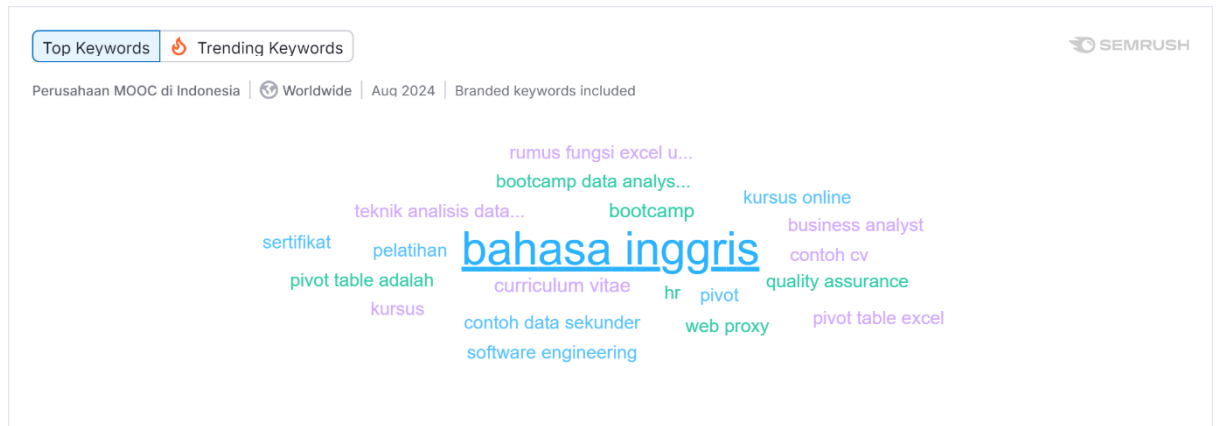 Top Keywords Trending Keywords SEMRUSH
Perusahaan MOOC di Indonesia Worldwide Aug 2024 Branded keywords included
rumus fungsi excel u...
bootcamp data analys...
kursus online
teknik analisis data... bootcamp
business analyst
sertifikat pelatihan bahasa inggris contoh cv
pivot table adalah curriculum vitae hr pivot quality assurance
kursus contoh data sekunder web proxy pivot table excel
software engineering